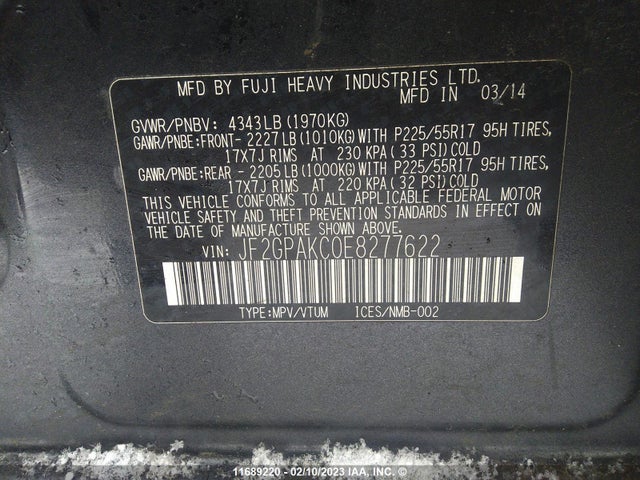 MFD BY FUJI HEAVY INDUSTRIES LTD.
MFD IN 03/14
GVWR/PNBV: 4343LB (1970KG)
GAWR/PNBE:FRONT- 2227LB (1010KG) WITH P225/55R17 95H TIRES,
17X7J RIMS AT 230 KPA (33 PSI) COLD
GAWR/PNBE:REAR - 2205LB (1000KG) WITH P225/55R17 95H TIRES,
17X7J RIMS AT 220 KPA (32 PSI) COLD
THIS VEHICLE CONFORMS TO ALL APPLICABLE FEDERAL MOTOR
VEHICLE SAFETY AND THEFT PREVENTION STANDARDS IN EFFECT ON
THE DATE OF MANUFACTURE SHOWN ABOVE.
VIN: JF2GPAKC0E8277622
TYPE:MPV/VTUM ICES/NMB-002
11689220 - 02/10/2023 IAA, INC. ©